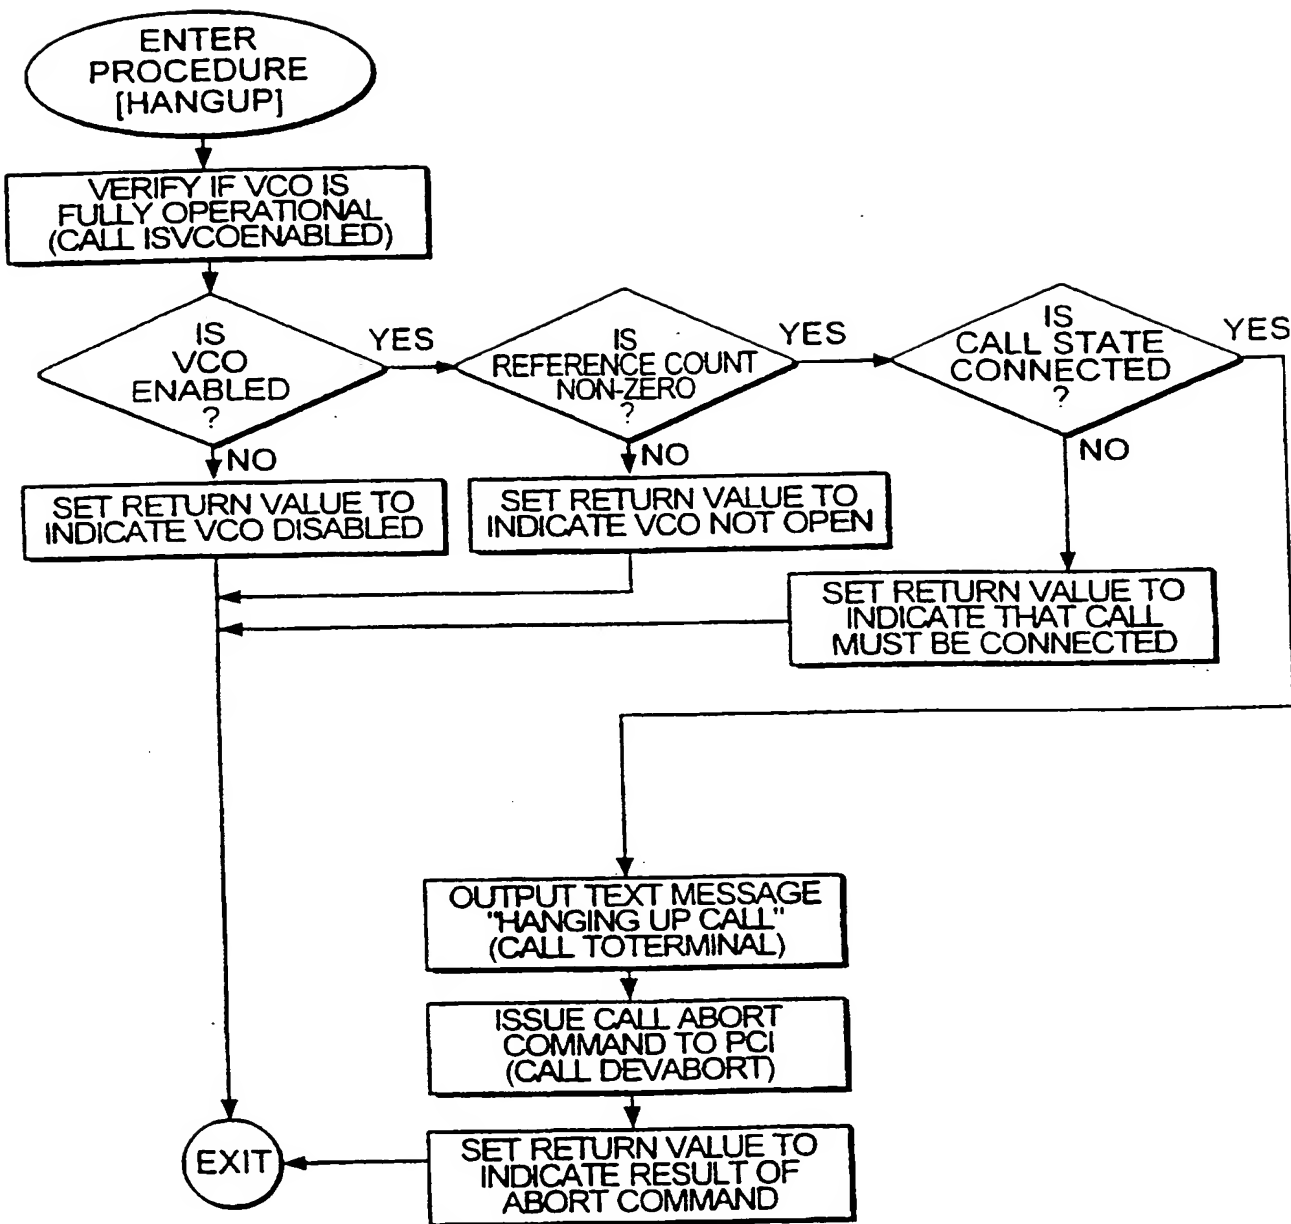 ENTER
PROCEDURE
[HANGUP]
VERIFY IF VCO IS
FULLY OPERATIONAL
(CALL ISVCOENABLED)
IS
VCO
ENABLED
?
YES
NO
IS
REFERENCE COUNT
NON-ZERO
?
YES
NO
IS
CALL STATE
CONNECTED
?
YES
NO
SET RETURN VALUE TO
INDICATE VCO DISABLED
SET RETURN VALUE TO
INDICATE VCO NOT OPEN
SET RETURN VALUE TO
INDICATE THAT CALL
MUST BE CONNECTED
OUTPUT TEXT MESSAGE
"HANGING UP CALL"
(CALL TOTERMINAL)
ISSUE CALL ABORT
COMMAND TO PCI
(CALL DEVABORT)
SET RETURN VALUE TO
INDICATE RESULT OF
ABORT COMMAND
EXIT